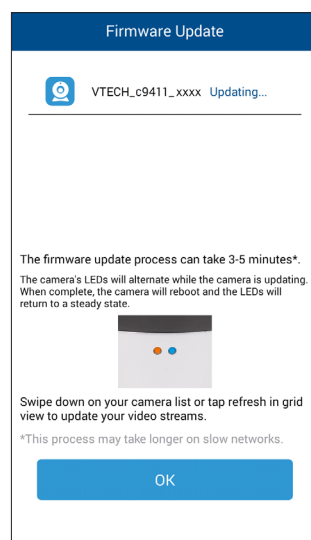 Firmware Update
VTECH_c9411_xxxx Updating...
The firmware update process can take 3-5 minutes*.
The camera's LEDs will alternate while the camera is updating.
When complete, the camera will reboot and the LEDs will
return to a steady state.
Swipe down on your camera list or tap refresh in grid
view to update your video streams.
*This process may take longer on slow networks.
OK